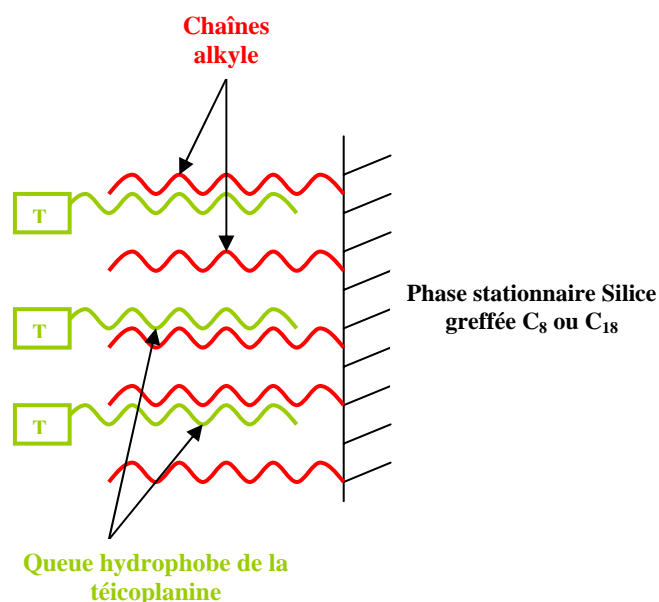 Chaînes
alkyle
T
T
T
Phase stationnaire Silice
greffée C₈ ou C₁₈
Queue hydrophobe de la
téicoplanine